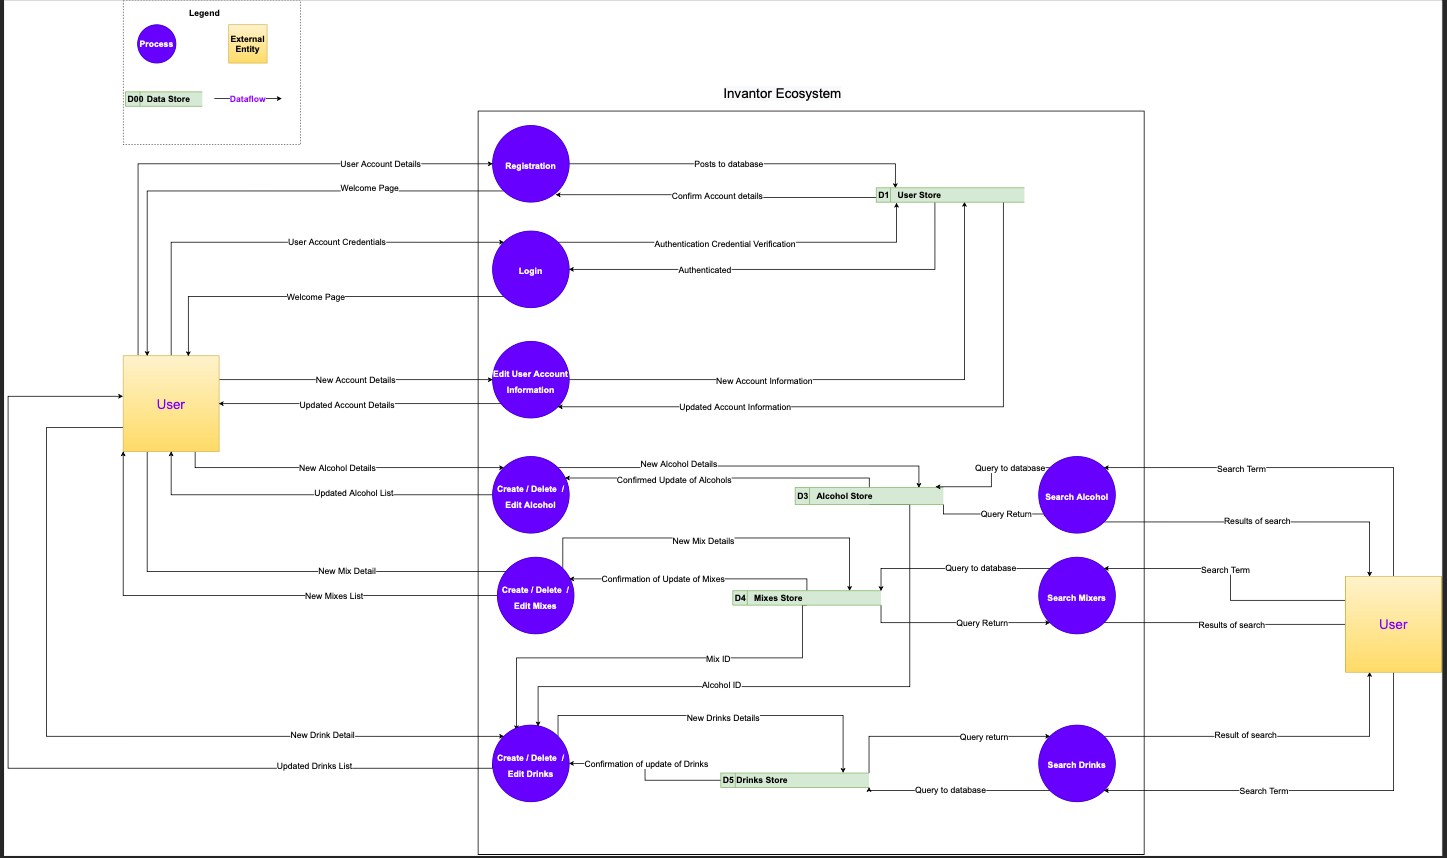 Legend
Process
External
Entity
D00 Data Store
Dataflow
Invantor Ecosystem
User Account Details
Registration
Posts to database
Welcome Page
Confirm Account details
D1 User Store
User Account Credentials
Authentication Credential Verification
Login
Authenticated
Welcome Page
Edit User Account
Information
New Account Details
New Account Information
User
Updated Account Details
Updated Account Information
New Alcohol Details
New Alcohol Details
Query to database
Search Term
Confirmed Update of Alcohols
Updated Alcohol List
Create / Delete /
Edit Alcohol
D3 Alcohol Store
Search Alcohol
Query Return
Results of search
New Mix Details
New Mix Detail
Confirmation of Update of Mixes
Query to database
Search Term
New Mixes List
Create / Delete /
Edit Mixes
D4 Mixes Store
Search Mixers
Query Return
Results of search
User
Mix ID
Alcohol ID
New Drinks Details
New Drink Detail
Query return
Result of search
Create / Delete /
Edit Drinks
Confirmation of update of Drinks
Search Drinks
Updated Drinks List
D5 Drinks Store
Query to database
Search Term